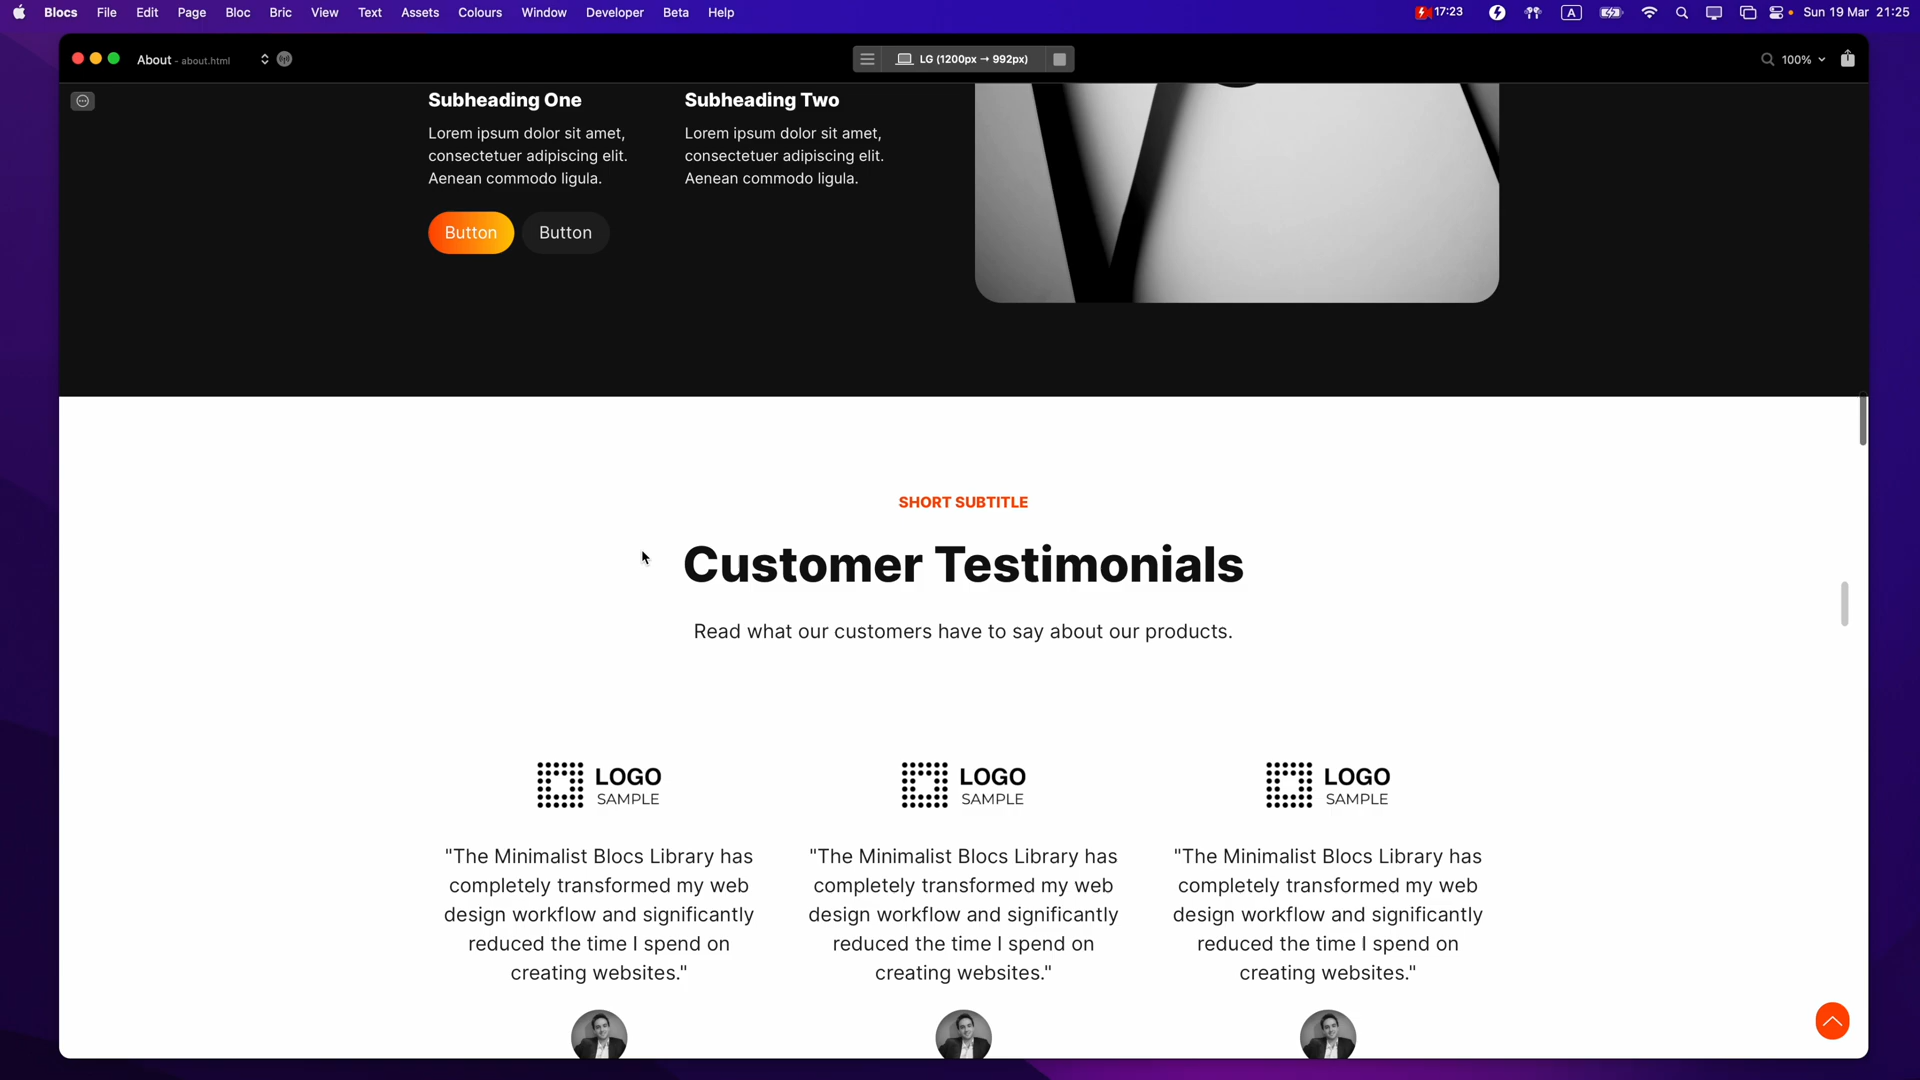 Blocs File Edit Page Bloc Bric View Text Assets Colours Window Developer Beta Help 17:23 A Sun 19 Mar 21:25
About - about.html LG (1200px → 992px) 100%
Subheading One
Lorem ipsum dolor sit amet,
consectetuer adipiscing elit.
Aenean commodo ligula.
Subheading Two
Lorem ipsum dolor sit amet,
consectetuer adipiscing elit.
Aenean commodo ligula.
Button Button
SHORT SUBTITLE
Customer Testimonials
Read what our customers have to say about our products.
LOGO
SAMPLE
"The Minimalist Blocs Library has
completely transformed my web
design workflow and significantly
reduced the time I spend on
creating websites."
LOGO
SAMPLE
"The Minimalist Blocs Library has
completely transformed my web
design workflow and significantly
reduced the time I spend on
creating websites."
LOGO
SAMPLE
"The Minimalist Blocs Library has
completely transformed my web
design workflow and significantly
reduced the time I spend on
creating websites."